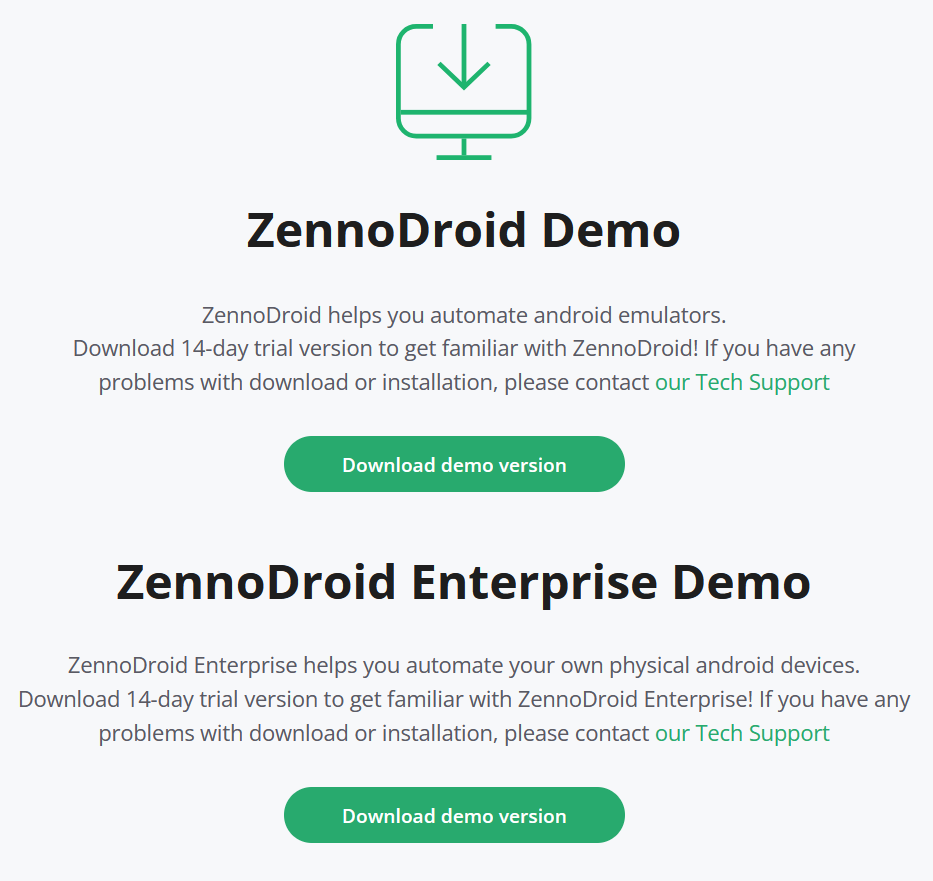 ZennoDroid Demo
ZennoDroid helps you automate android emulators.
Download 14-day trial version to get familiar with ZennoDroid! If you have any
problems with download or installation, please contact our Tech Support
Download demo version
ZennoDroid Enterprise Demo
ZennoDroid Enterprise helps you automate your own physical android devices.
Download 14-day trial version to get familiar with ZennoDroid Enterprise! If you have any
problems with download or installation, please contact our Tech Support
Download demo version